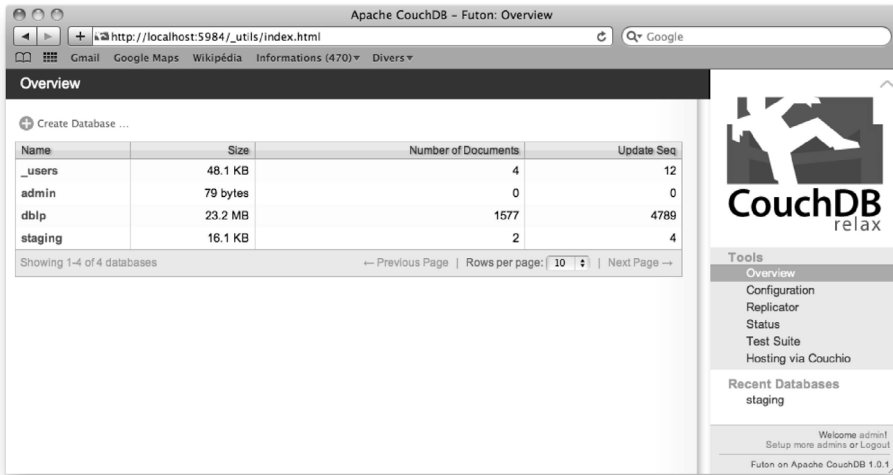 Apache CouchDB – Futon: Overview
http://localhost:5984/_utils/index.html
Google
Gmail Google Maps Wikipédia Informations (470)▾ Divers▾
Overview
Create Database ...
Name Size Number of Documents Update Seq
_users 48.1 KB 4 12
admin 79 bytes 0 0
dblp 23.2 MB 1577 4789
staging 16.1 KB 2 4
Showing 1-4 of 4 databases ← Previous Page | Rows per page: 10 | Next Page →
CouchDB
relax
Tools
Overview
Configuration
Replicator
Status
Test Suite
Hosting via Couchio
Recent Databases
staging
Welcome admin!
Setup more admins or Logout
Futon on Apache CouchDB 1.0.1